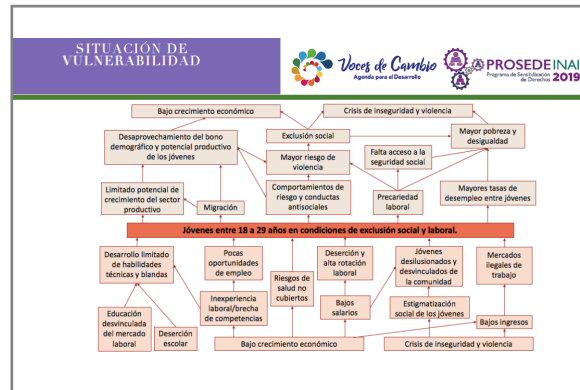 SITUACIÓN DE
VULNERABILIDAD
Voces de Cambio
Agenda para el Desarrollo
PROSEDE INAI
Programa de Sensibilización
de Derechos 2019
Bajo crecimiento económico
Crisis de inseguridad y violencia
Desaprovechamiento del bono
demográfico y potencial productivo
de los jóvenes
Exclusión social
Mayor pobreza y
desigualdad
Mayor riesgo de
violencia
Falta acceso a la
seguridad social
Limitado potencial de
crecimiento del sector
productivo
Migración
Comportamientos de
riesgo y conductas
antisociales
Precariedad
laboral
Mayores tasas de
desempleo entre jóvenes
Jóvenes entre 18 a 29 años en condiciones de exclusión social y laboral.
Desarrollo limitado
de habilidades
técnicas y blandas
Pocas
oportunidades
de empleo
Riesgos de
salud no
cubiertos
Deserción y
alta rotación
laboral
Jóvenes
desilusionados y
desvinculados de
la comunidad
Mercados
ilegales de
trabajo
Educación
desvinculada
del mercado
laboral
Deserción
escolar
Inexperiencia
laboral/brecha
de competencias
Bajos
salarios
Estigmatización
social de los jóvenes
Bajos ingresos
Bajo crecimiento económico
Crisis de inseguridad y violencia